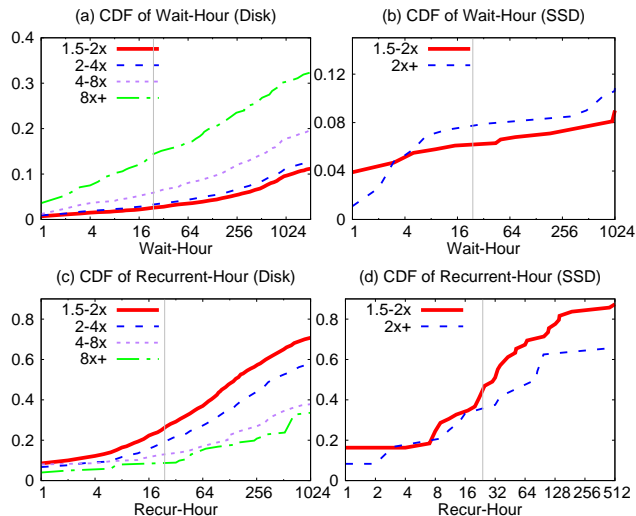 (a) CDF of Wait-Hour (Disk)
0.4
0.3
0.2
0.1
0
1.5-2x
2-4x
4-8x
8x+
1 4 16 64 256 1024
Wait-Hour
(b) CDF of Wait-Hour (SSD)
0.12
0.08
0.04
0
1.5-2x
2x+
1 4 16 64 256 1024
Wait-Hour
(c) CDF of Recurrent-Hour (Disk)
0.8
0.6
0.4
0.2
0
1.5-2x
2-4x
4-8x
8x+
1 4 16 64 256 1024
Recur-Hour
(d) CDF of Recurrent-Hour (SSD)
0.8
0.6
0.4
0.2
0
1.5-2x
2x+
1 2 4 8 16 32 64 128 256 512
Recur-Hour